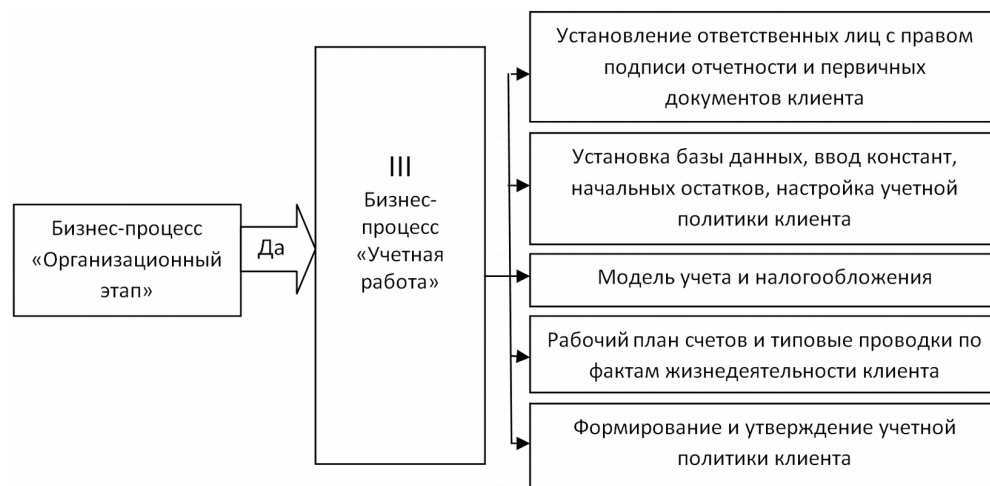 Бизнес-процесс
«Организационный
этап»
Да
III
Бизнес-
процесс
«Учетная
работа»
Установление ответственных лиц с правом
подписи отчетности и первичных
документов клиента
Установка базы данных, ввод констант,
начальных остатков, настройка учетной
политики клиента
Модель учета и налогообложения
Рабочий план счетов и типовые проводки по
фактам жизнедеятельности клиента
Формирование и утверждение учетной
политики клиента